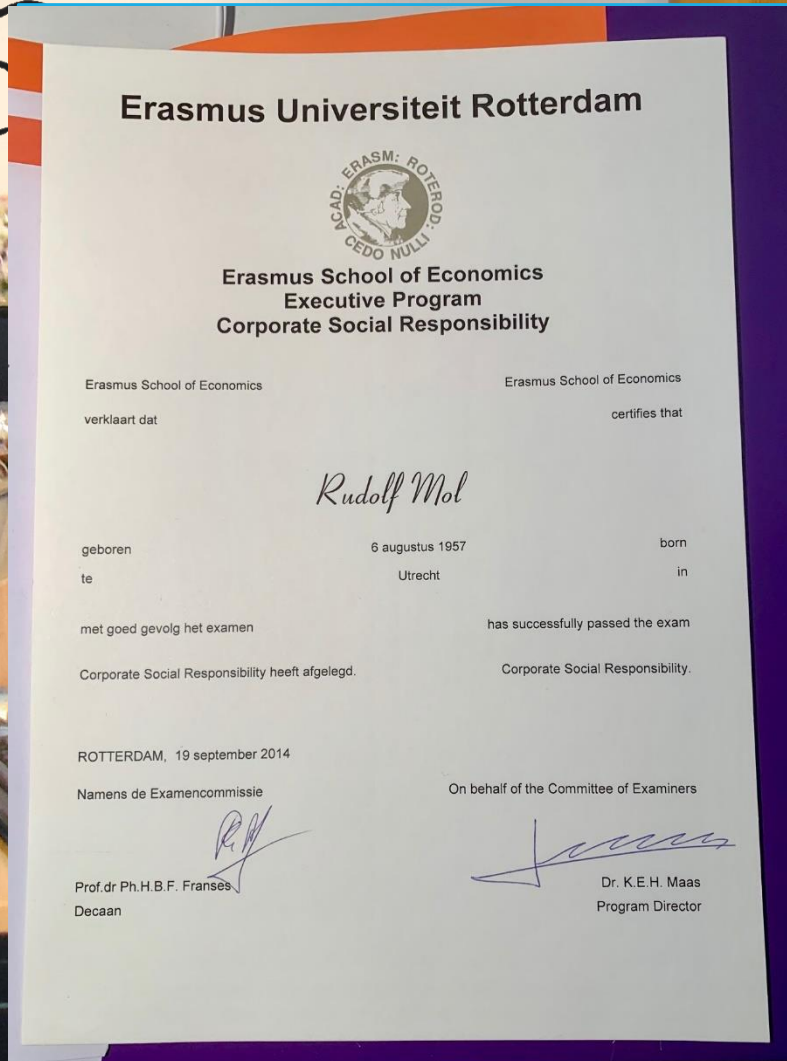 Erasmus Universiteit Rotterdam
ACAD: ERASM: ROTEROD:
CEDO NULLI
Erasmus School of Economics
Executive Program
Corporate Social Responsibility
Erasmus School of Economics Erasmus School of Economics
verklaart dat certifies that
Rudolf Mol
geboren 6 augustus 1957 born
te Utrecht in
met goed gevolg het examen has successfully passed the exam
Corporate Social Responsibility heeft afgelegd. Corporate Social Responsibility.
ROTTERDAM, 19 september 2014
Namens de Examencommissie On behalf of the Committee of Examiners
Prof.dr Ph.H.B.F. Franses Dr. K.E.H. Maas
Decaan Program Director